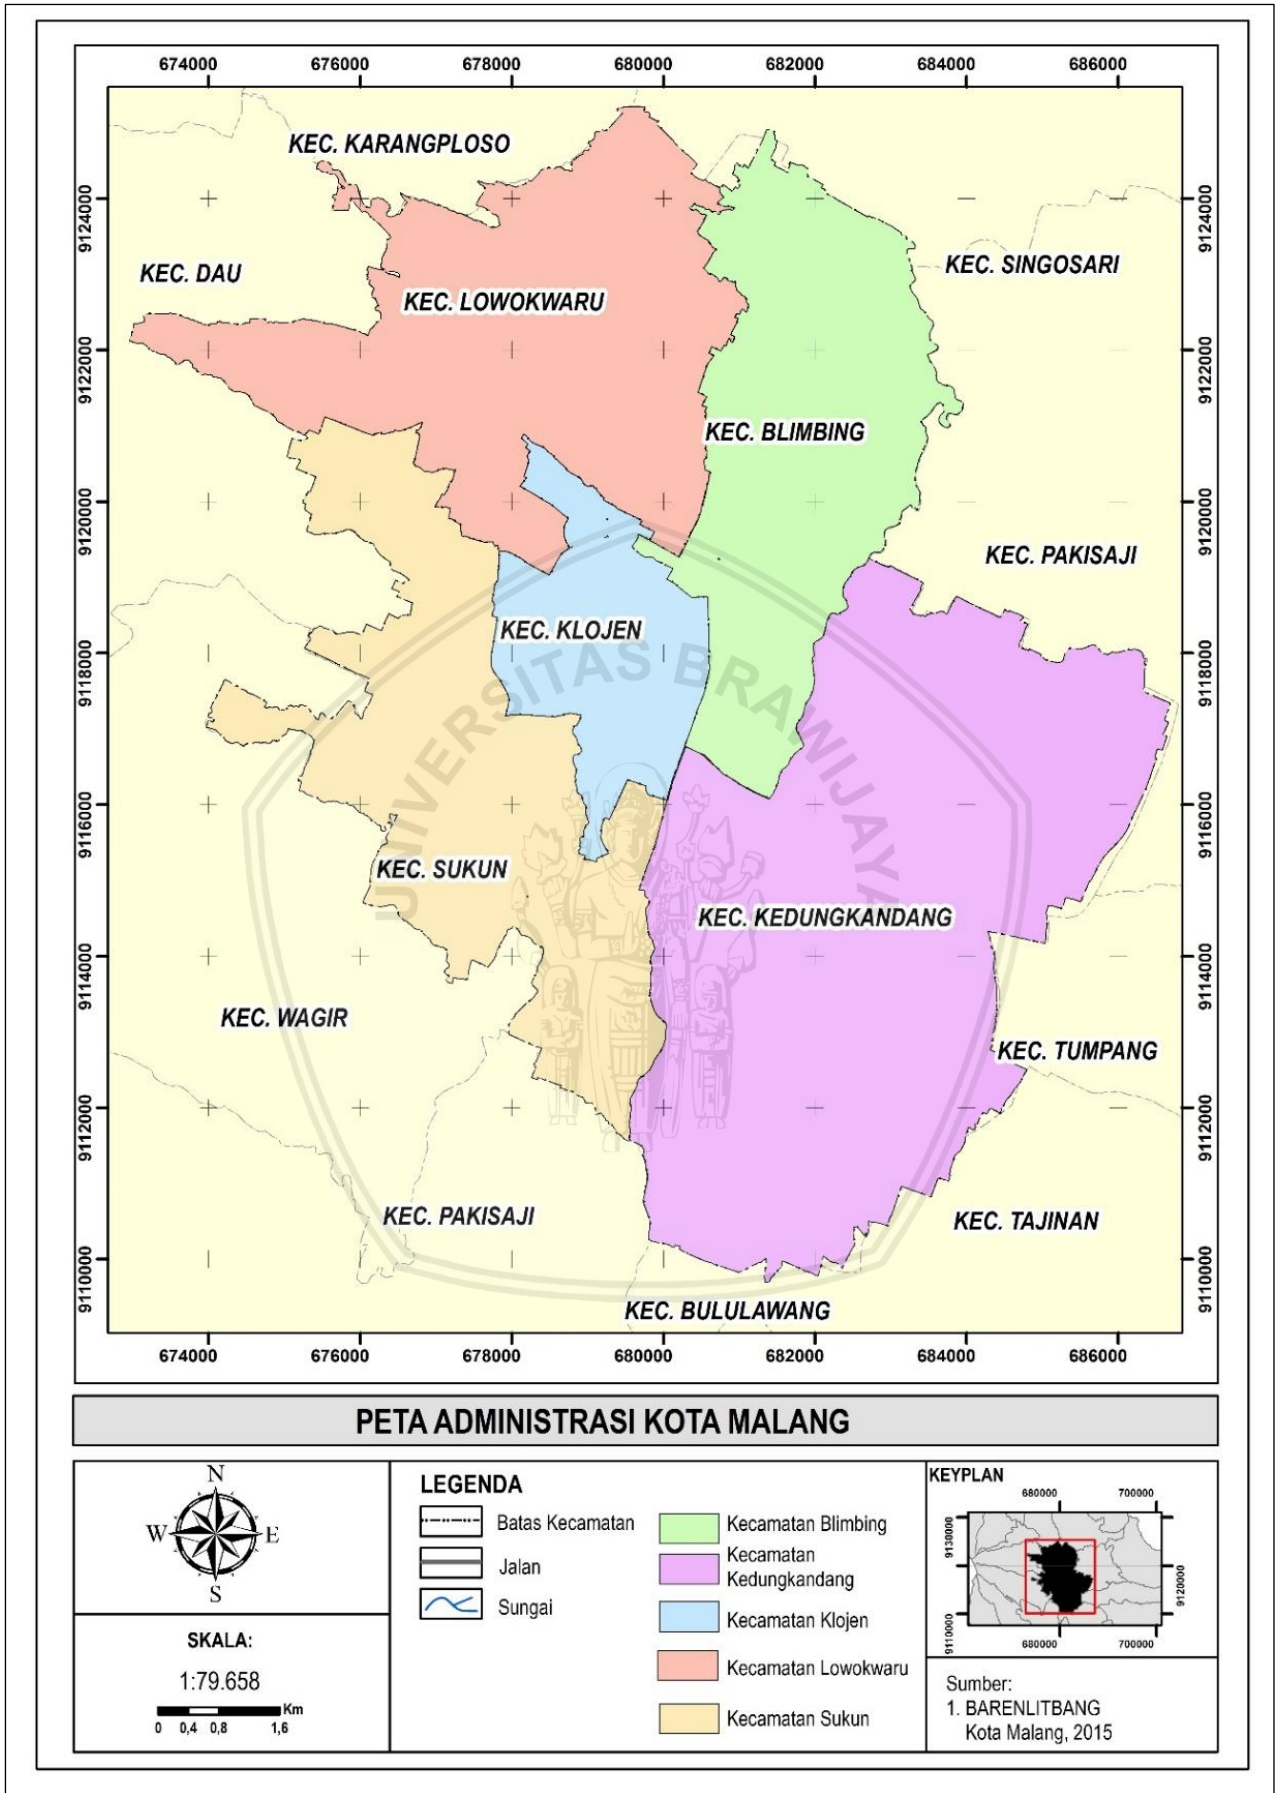 674000 676000 678000 680000 682000 684000 686000
KEC. KARANGPLOSO
9124000
9124000
KEC. DAU
KEC. SINGOSARI
KEC. LOWOKWARU
9122000
9122000
KEC. BLIMBING
9120000
9120000
KEC. PAKISAJI
KEC. KLOJEN
9118000
9118000
UNIVERSITAS BRAWIJAYA
9116000
9116000
KEC. SUKUN
KEC. KEDUNGKANDANG
9114000
9114000
KEC. WAGIR
KEC. TUMPANG
9112000
9112000
KEC. PAKISAJI
KEC. TAJINAN
9110000
9110000
KEC. BULULAWANG
674000 676000 678000 680000 682000 684000 686000
PETA ADMINISTRASI KOTA MALANG
N
W E
S
SKALA:
1:79.658
Km
0 0,4 0,8 1,6
LEGENDA
Batas Kecamatan
Jalan
Sungai
Kecamatan Blimbing
Kecamatan
Kedungkandang
Kecamatan Klojen
Kecamatan Lowokwaru
Kecamatan Sukun
KEYPLAN
680000 700000
9130000
9120000
9110000
680000 700000
Sumber:
1. BARENLITBANG
Kota Malang, 2015